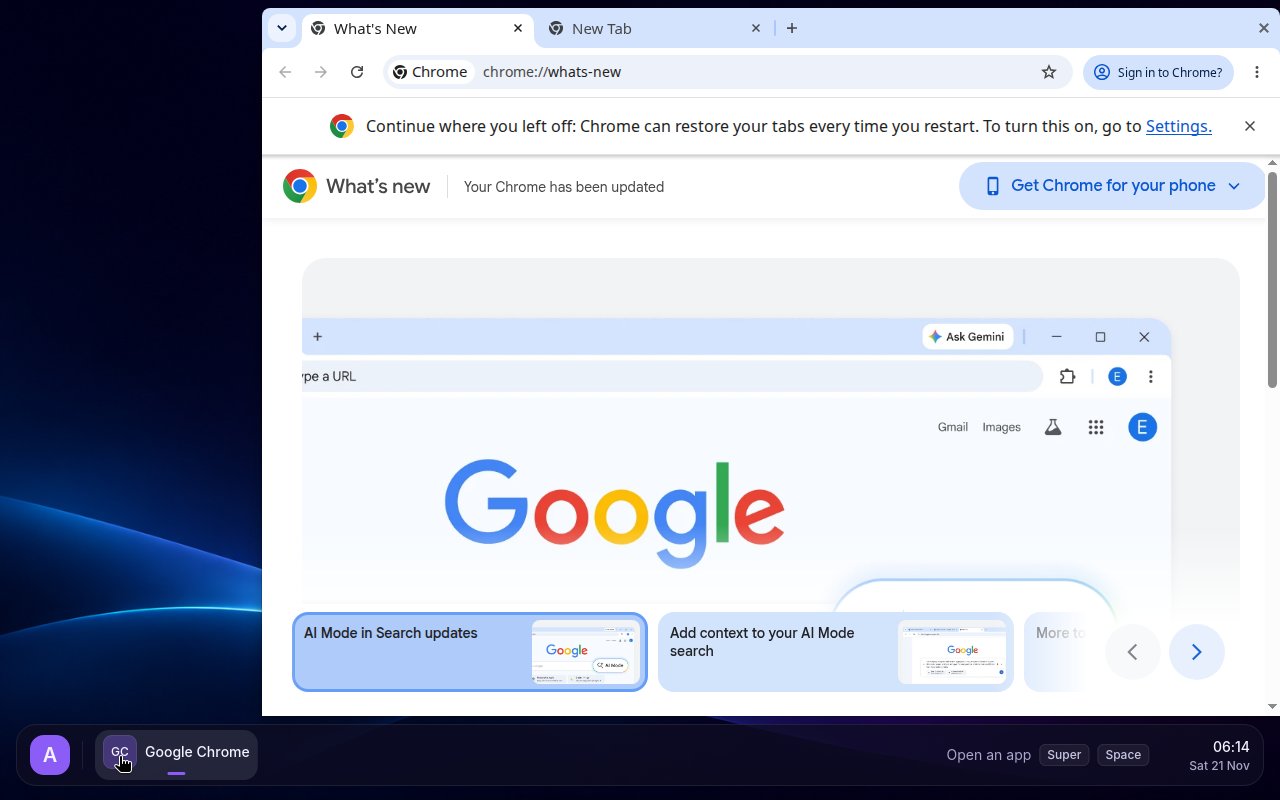 What's New
New Tab
Chrome
chrome://whats-new
Sign in to Chrome?
Continue where you left off: Chrome can restore your tabs every time you restart. To turn this on, go to Settings.
What's new
Your Chrome has been updated
Get Chrome for your phone
Ask Gemini
ype a URL
E
Gmail
Images
E
Google
AI Mode in Search updates
Google
AI Mode
Add context to your AI Mode
search
Google
More to
A
GC
Google Chrome
Open an app
Super
Space
06:14
Sat 21 Nov